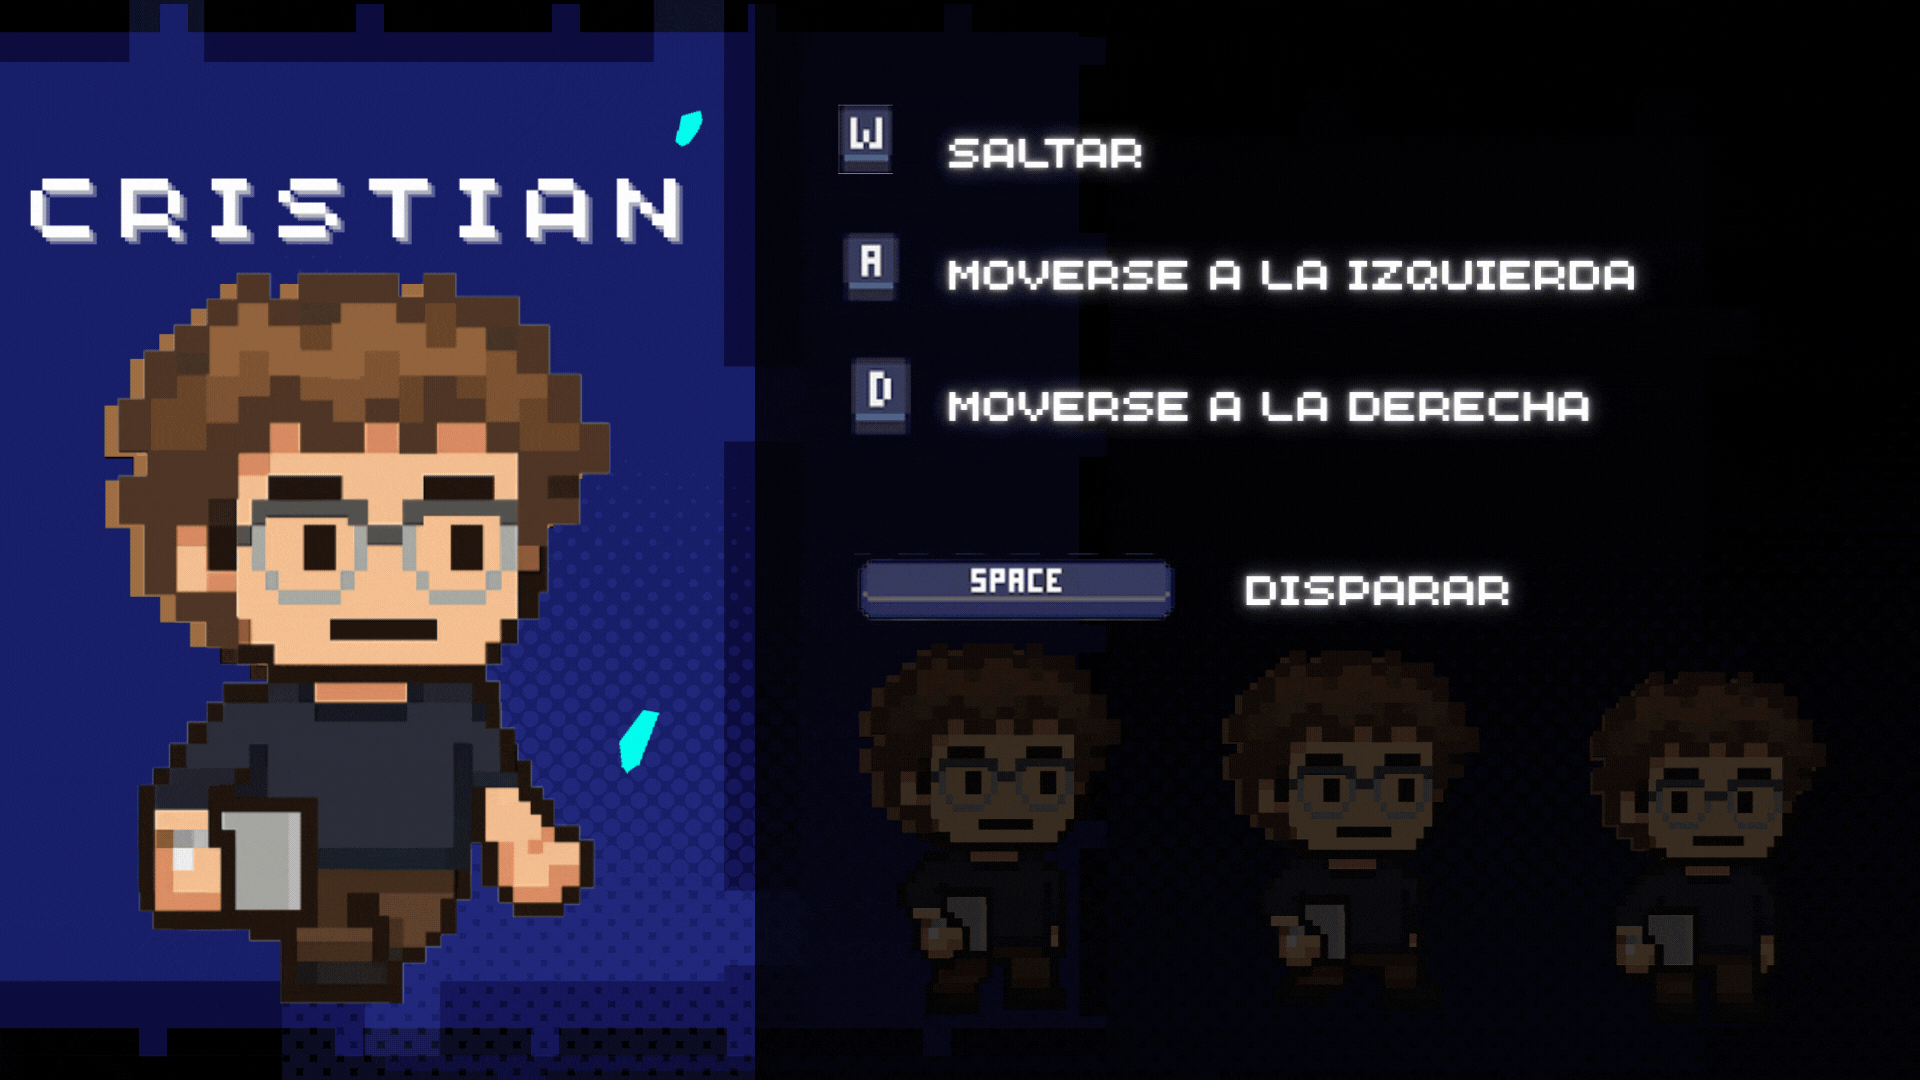 CRISTIAN
W SALTAR
A MOVERSE A LA IZQUIERDA
D MOVERSE A LA DERECHA
SPACE DISPARAR